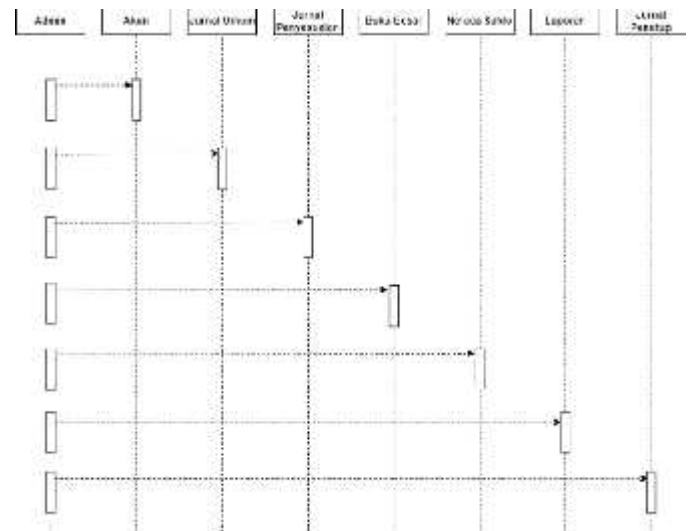 Admin
Akun
Jurnal Umum
Jurnal
Penyesuaian
Buku Besar
Neraca Saldo
Laporan
Jurnal
Penutup